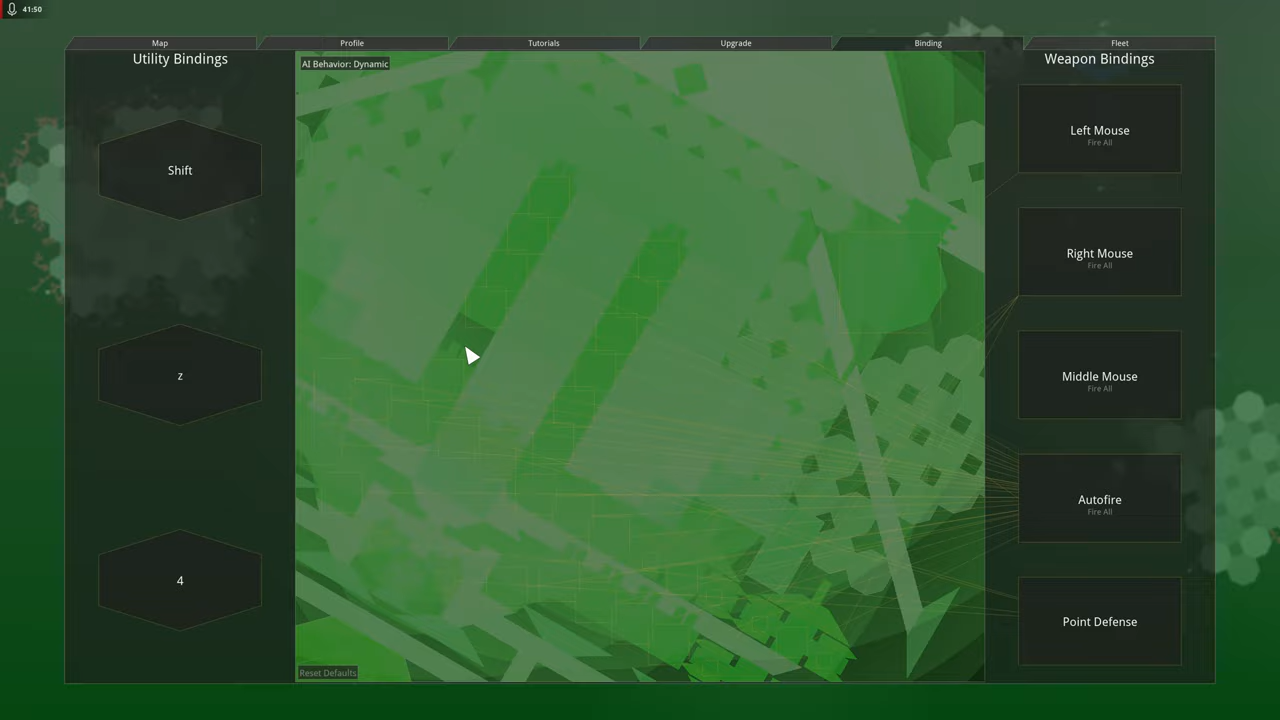 41:50
Map
Profile
Tutorials
Upgrade
Binding
Fleet
Utility Bindings
AI Behavior: Dynamic
Weapon Bindings
Shift
z
4
Left Mouse
Fire All
Right Mouse
Fire All
Middle Mouse
Fire All
Autofire
Fire All
Point Defense
Reset Defaults